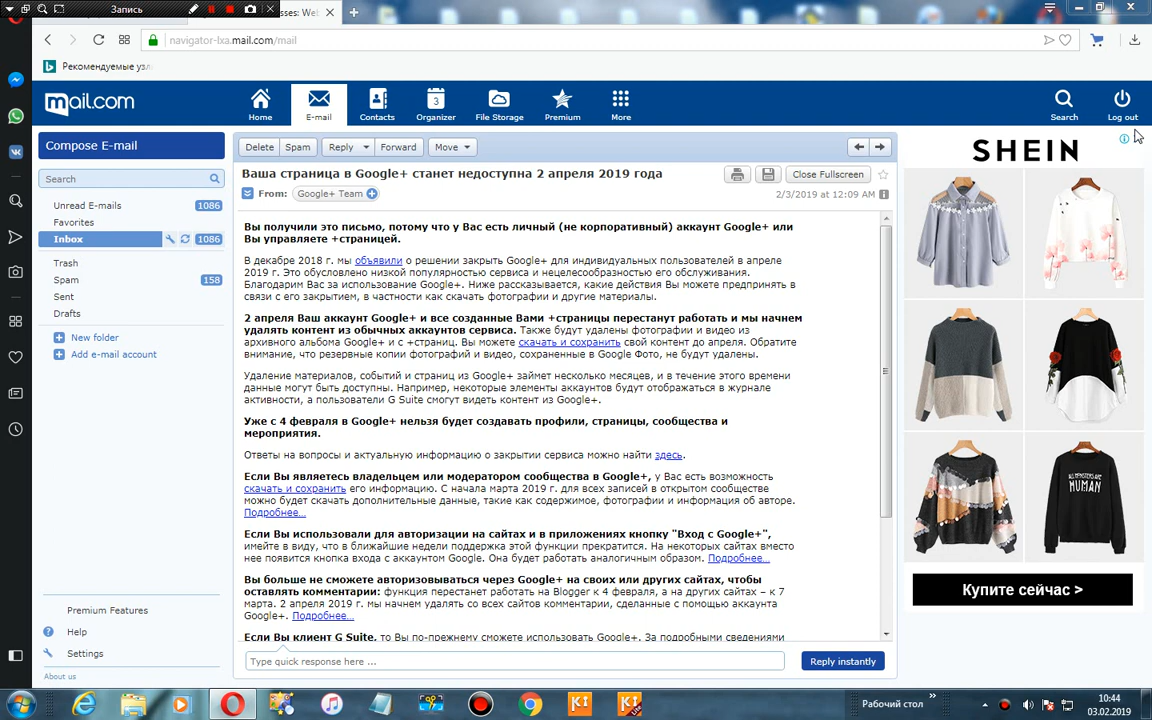 Запись
sses: Web
navigator-lxa.mail.com/mail
Рекомендуемые узл
mail.com
Home
E-mail
Contacts
3
Organizer
File Storage
Premium
More
Search
Log out
Compose E-mail
Search
Unread E-mails 1086
Favorites
Inbox 1086
Trash
Spam 158
Sent
Drafts
New folder
Add e-mail account
Premium Features
Help
Settings
About us
Delete Spam Reply Forward Move
Ваша страница в Google+ станет недоступна 2 апреля 2019 года
Close Fullscreen
From: Google+ Team
2/3/2019 at 12:09 AM
Вы получили это письмо, потому что у Вас есть личный (не корпоративный) аккаунт Google+ или
Вы управляете +страницей.
В декабре 2018 г. мы объявили о решении закрыть Google+ для индивидуальных пользователей в апреле
2019 г. Это обусловлено низкой популярностью сервиса и нецелесообразностью его обслуживания.
Благодарим Вас за использование Google+. Ниже рассказывается, какие действия Вы можете предпринять в
связи с его закрытием, в частности как скачать фотографии и другие материалы.
2 апреля Ваш аккаунт Google+ и все созданные Вами +страницы перестанут работать и мы начнем
удалять контент из обычных аккаунтов сервиса. Также будут удалены фотографии и видео из
архивного альбома Google+ и с +страниц. Вы можете скачать и сохранить свой контент до апреля. Обратите
внимание, что резервные копии фотографий и видео, сохраненные в Google Фото, не будут удалены.
Удаление материалов, событий и страниц из Google+ займет несколько месяцев, и в течение этого времени
данные могут быть доступны. Например, некоторые элементы аккаунтов будут отображаться в журнале
активности, а пользователи G Suite смогут видеть контент из Google+.
Уже с 4 февраля в Google+ нельзя будет создавать профили, страницы, сообщества и
мероприятия.
Ответы на вопросы и актуальную информацию о закрытии сервиса можно найти здесь.
Если Вы являетесь владельцем или модератором сообщества в Google+, у Вас есть возможность
скачать и сохранить его информацию. С начала марта 2019 г. для всех записей в открытом сообществе
можно будет скачать дополнительные данные, такие как содержимое, фотографии и информация об авторе.
Подробнее…
Если Вы использовали для авторизации на сайтах и в приложениях кнопку "Вход с Google+",
имейте в виду, что в ближайшие недели поддержка этой функции прекратится. На некоторых сайтах вместо
нее появится кнопка входа с аккаунтом Google. Она будет работать аналогичным образом. Подробнее…
Вы больше не сможете авторизовываться через Google+ на своих или других сайтах, чтобы
оставлять комментарии: функция перестанет работать на Blogger к 4 февраля, а на других сайтах – к 7
марта. 2 апреля 2019 г. мы начнем удалять со всех сайтов комментарии, сделанные с помощью аккаунта
Google+. Подробнее…
Если Вы клиент G Suite, то Вы по-прежнему сможете использовать Google+. За подробными сведениями
Type quick response here ...
Reply instantly
SHEIN
HUMAN
Купите сейчас >
Рабочий стол
10:44
03.02.2019